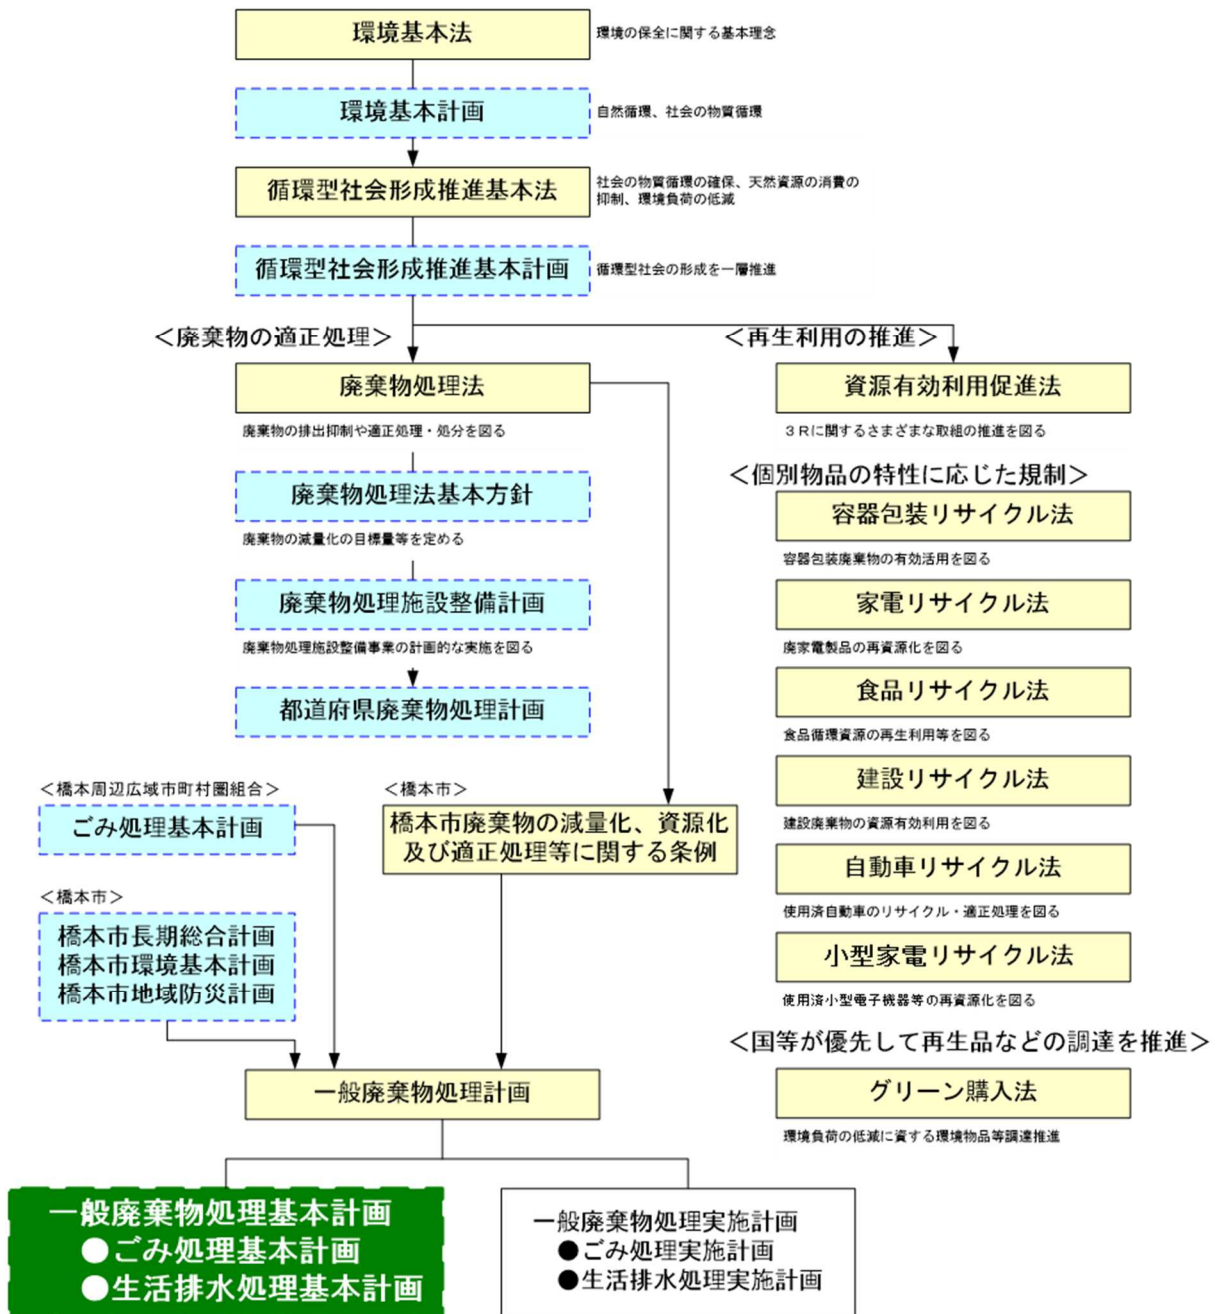 環境基本法
環境の保全に関する基本理念
環境基本計画
自然循環、社会の物質循環
循環型社会形成推進基本法
社会の物質循環の確保、天然資源の消費の
抑制、環境負荷の低減
循環型社会形成推進基本計画
循環型社会の形成を一層推進
＜廃棄物の適正処理＞
廃棄物処理法
廃棄物の排出抑制や適正処理・処分を図る
廃棄物処理法基本方針
廃棄物の減量化の目標量等を定める
廃棄物処理施設整備計画
廃棄物処理施設整備事業の計画的な実施を図る
都道府県廃棄物処理計画
＜再生利用の推進＞
資源有効利用促進法
３Ｒに関するさまざまな取組の推進を図る
＜個別物品の特性に応じた規制＞
容器包装リサイクル法
容器包装廃棄物の有効活用を図る
家電リサイクル法
廃家電製品の再資源化を図る
食品リサイクル法
食品循環資源の再生利用等を図る
建設リサイクル法
建設廃棄物の資源有効利用を図る
自動車リサイクル法
使用済自動車のリサイクル・適正処理を図る
小型家電リサイクル法
使用済小型電子機器等の再資源化を図る
＜国等が優先して再生品などの調達を推進＞
グリーン購入法
環境負荷の低減に資する環境物品等調達推進
＜橋本周辺広域市町村圏組合＞
ごみ処理基本計画
＜橋本市＞
橋本市廃棄物の減量化、資源化
及び適正処理等に関する条例
＜橋本市＞
橋本市長期総合計画
橋本市環境基本計画
橋本市地域防災計画
一般廃棄物処理計画
一般廃棄物処理基本計画
●ごみ処理基本計画
●生活排水処理基本計画
一般廃棄物処理実施計画
●ごみ処理実施計画
●生活排水処理実施計画